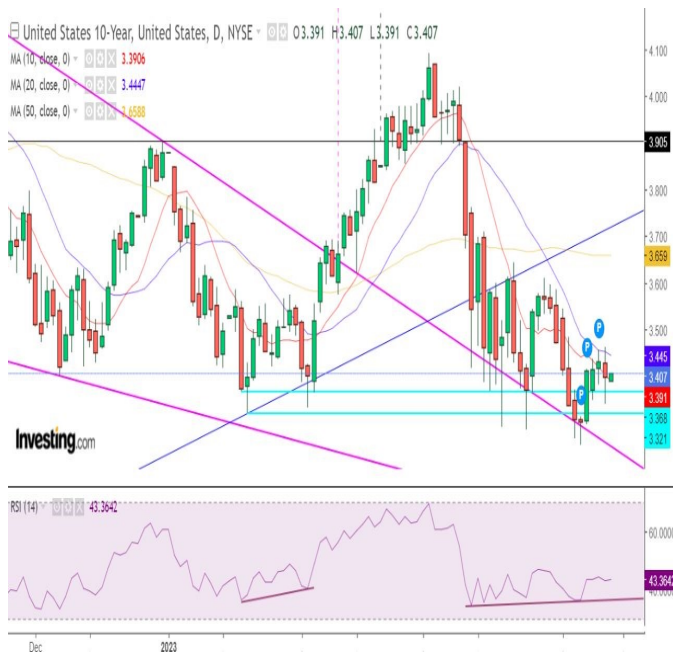 United States 10-Year, United States, D, NYSE O3.391 H3.407 L3.391 C3.407
MA (10, close, 0) 3.3906
MA (20, close, 0) 3.4447
MA (50, close, 0) 3.6588
4.100
4.000
3.905
3.800
3.700
3.659
3.600
3.500
3.445
3.407
3.391
3.368
3.321
P
P
P
Investing.com
RSI (14) 43.3642
60.0000
43.3642
40.0000
Dec 2023